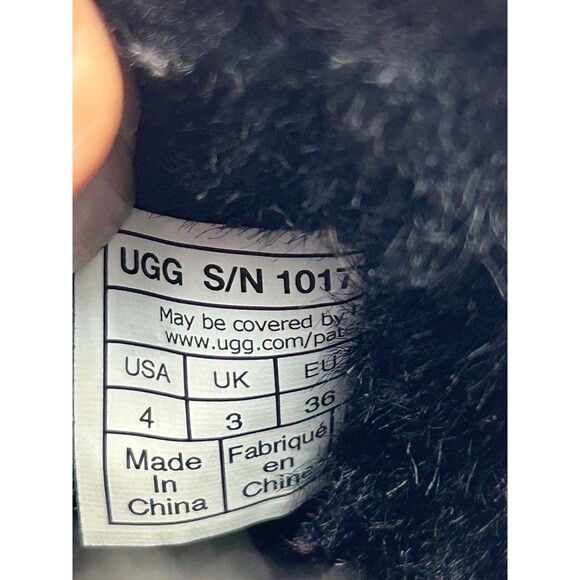 UGG S/N 1017
May be covered by
www.ugg.com/pate
USA UK EU
4 3 36
Made Fabriqué
In en
China Chine